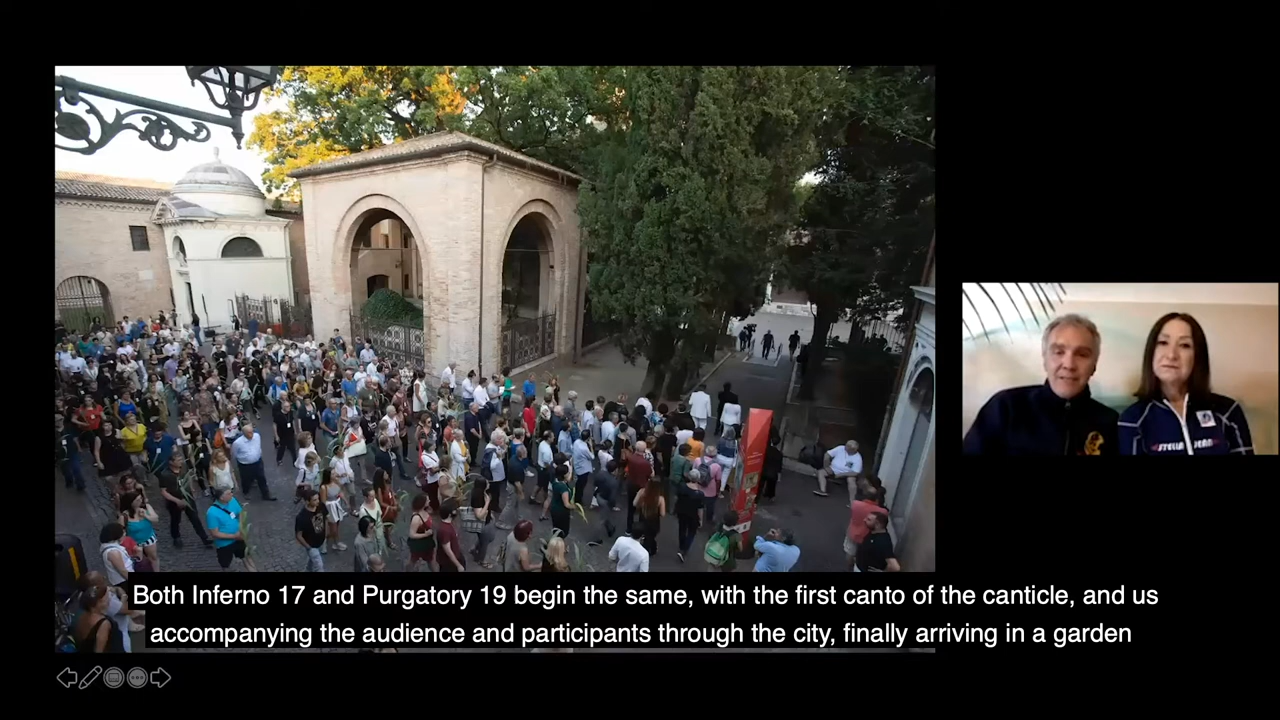 Both Inferno 17 and Purgatory 19 begin the same, with the first canto of the canticle, and us
accompanying the audience and participants through the city, finally arriving in a garden